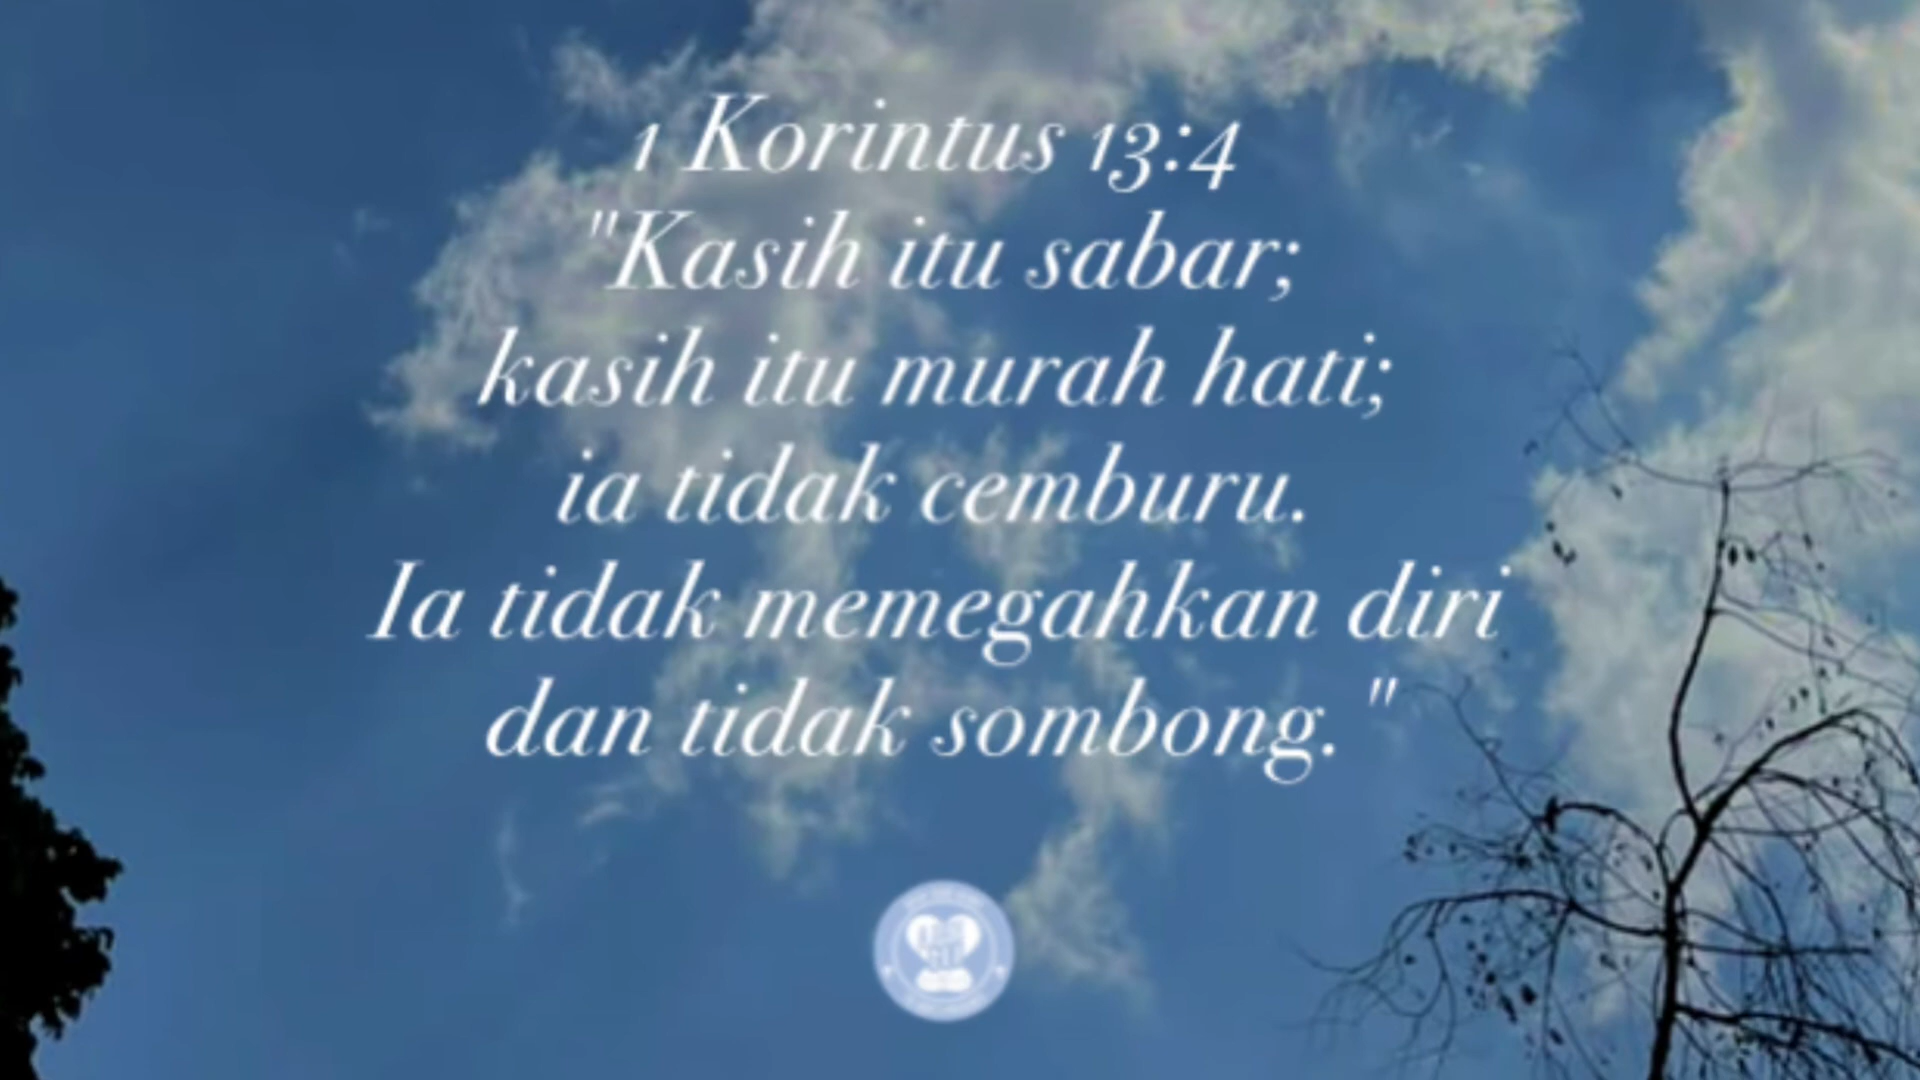 1 Korintus 13:4
"Kasih itu sabar;
kasih itu murah hati;
ia tidak cemburu.
Ia tidak memegahkan diri
dan tidak sombong. "